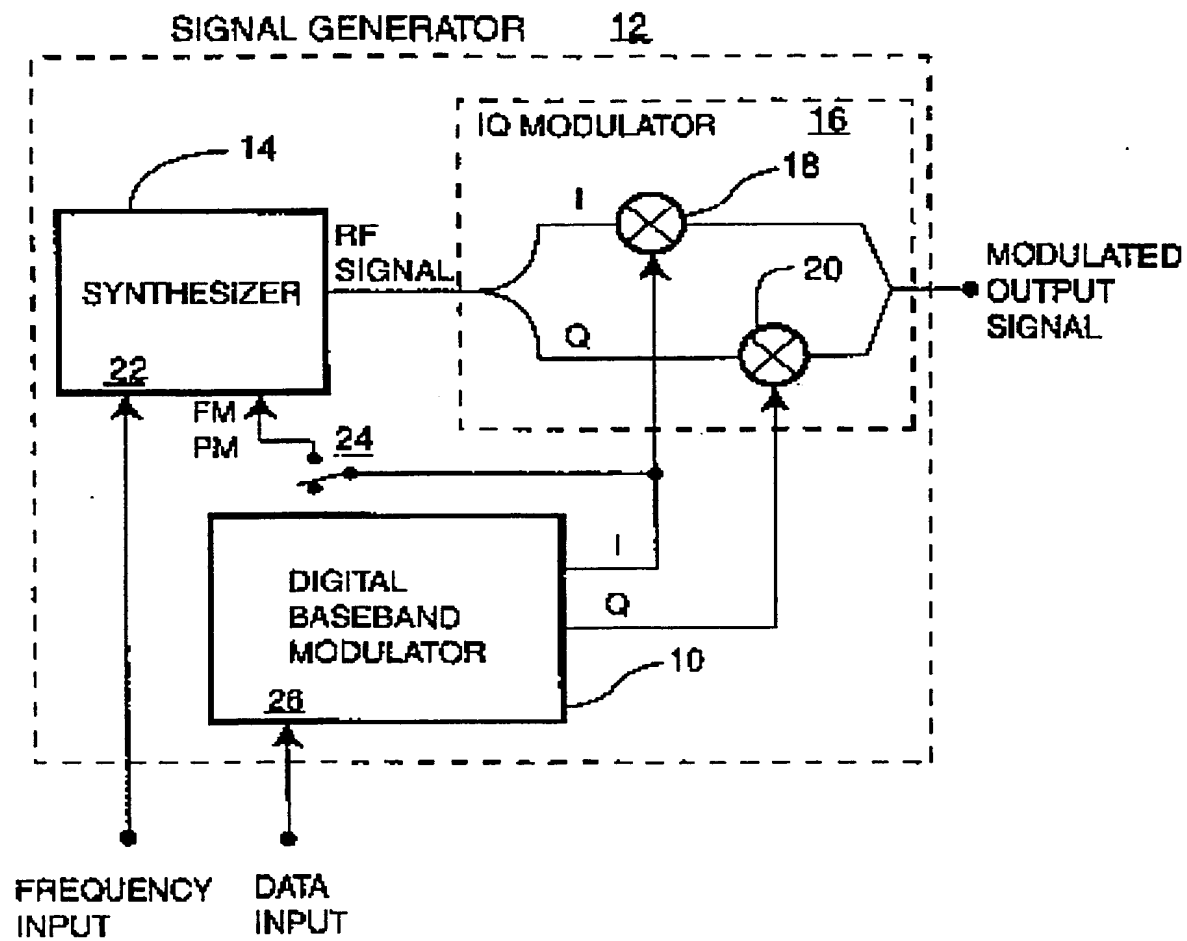 SIGNAL GENERATOR 12
IQ MODULATOR 16
14
18
I
RF
SIGNAL
SYNTHESIZER
20
MODULATED
OUTPUT
SIGNAL
Q
22
FM
PM
24
I
DIGITAL
BASEBAND
MODULATOR
Q
10
26
FREQUENCY
INPUT
DATA
INPUT